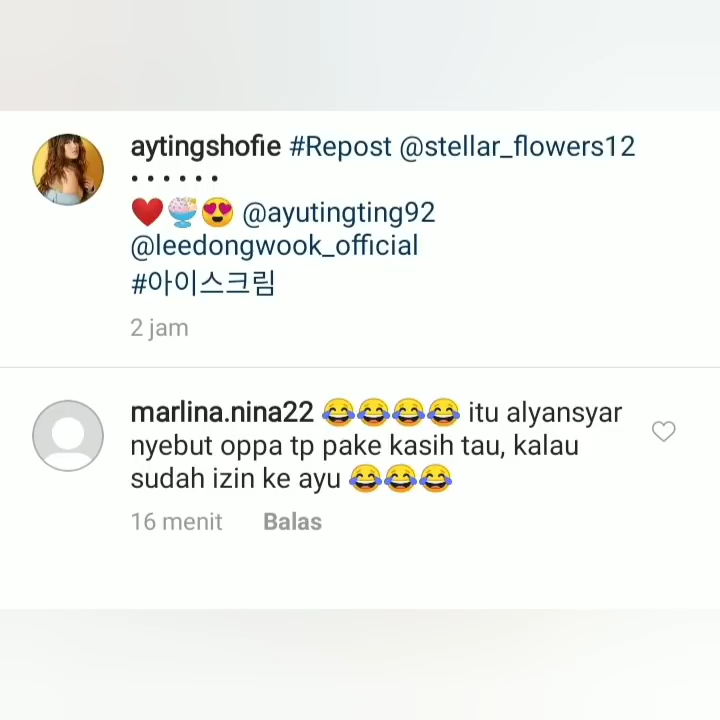 aytingshofie #Repost @stellar_flowers12
• • • • • •
❤️🍧😍 @ayutingting92
@leedongwook_official
#아이스크림
2 jam
marlina.nina22 😂😂😂😂 itu alyansyar
nyebut oppa tp pake kasih tau, kalau
sudah izin ke ayu 😂😂😂
16 menit Balas